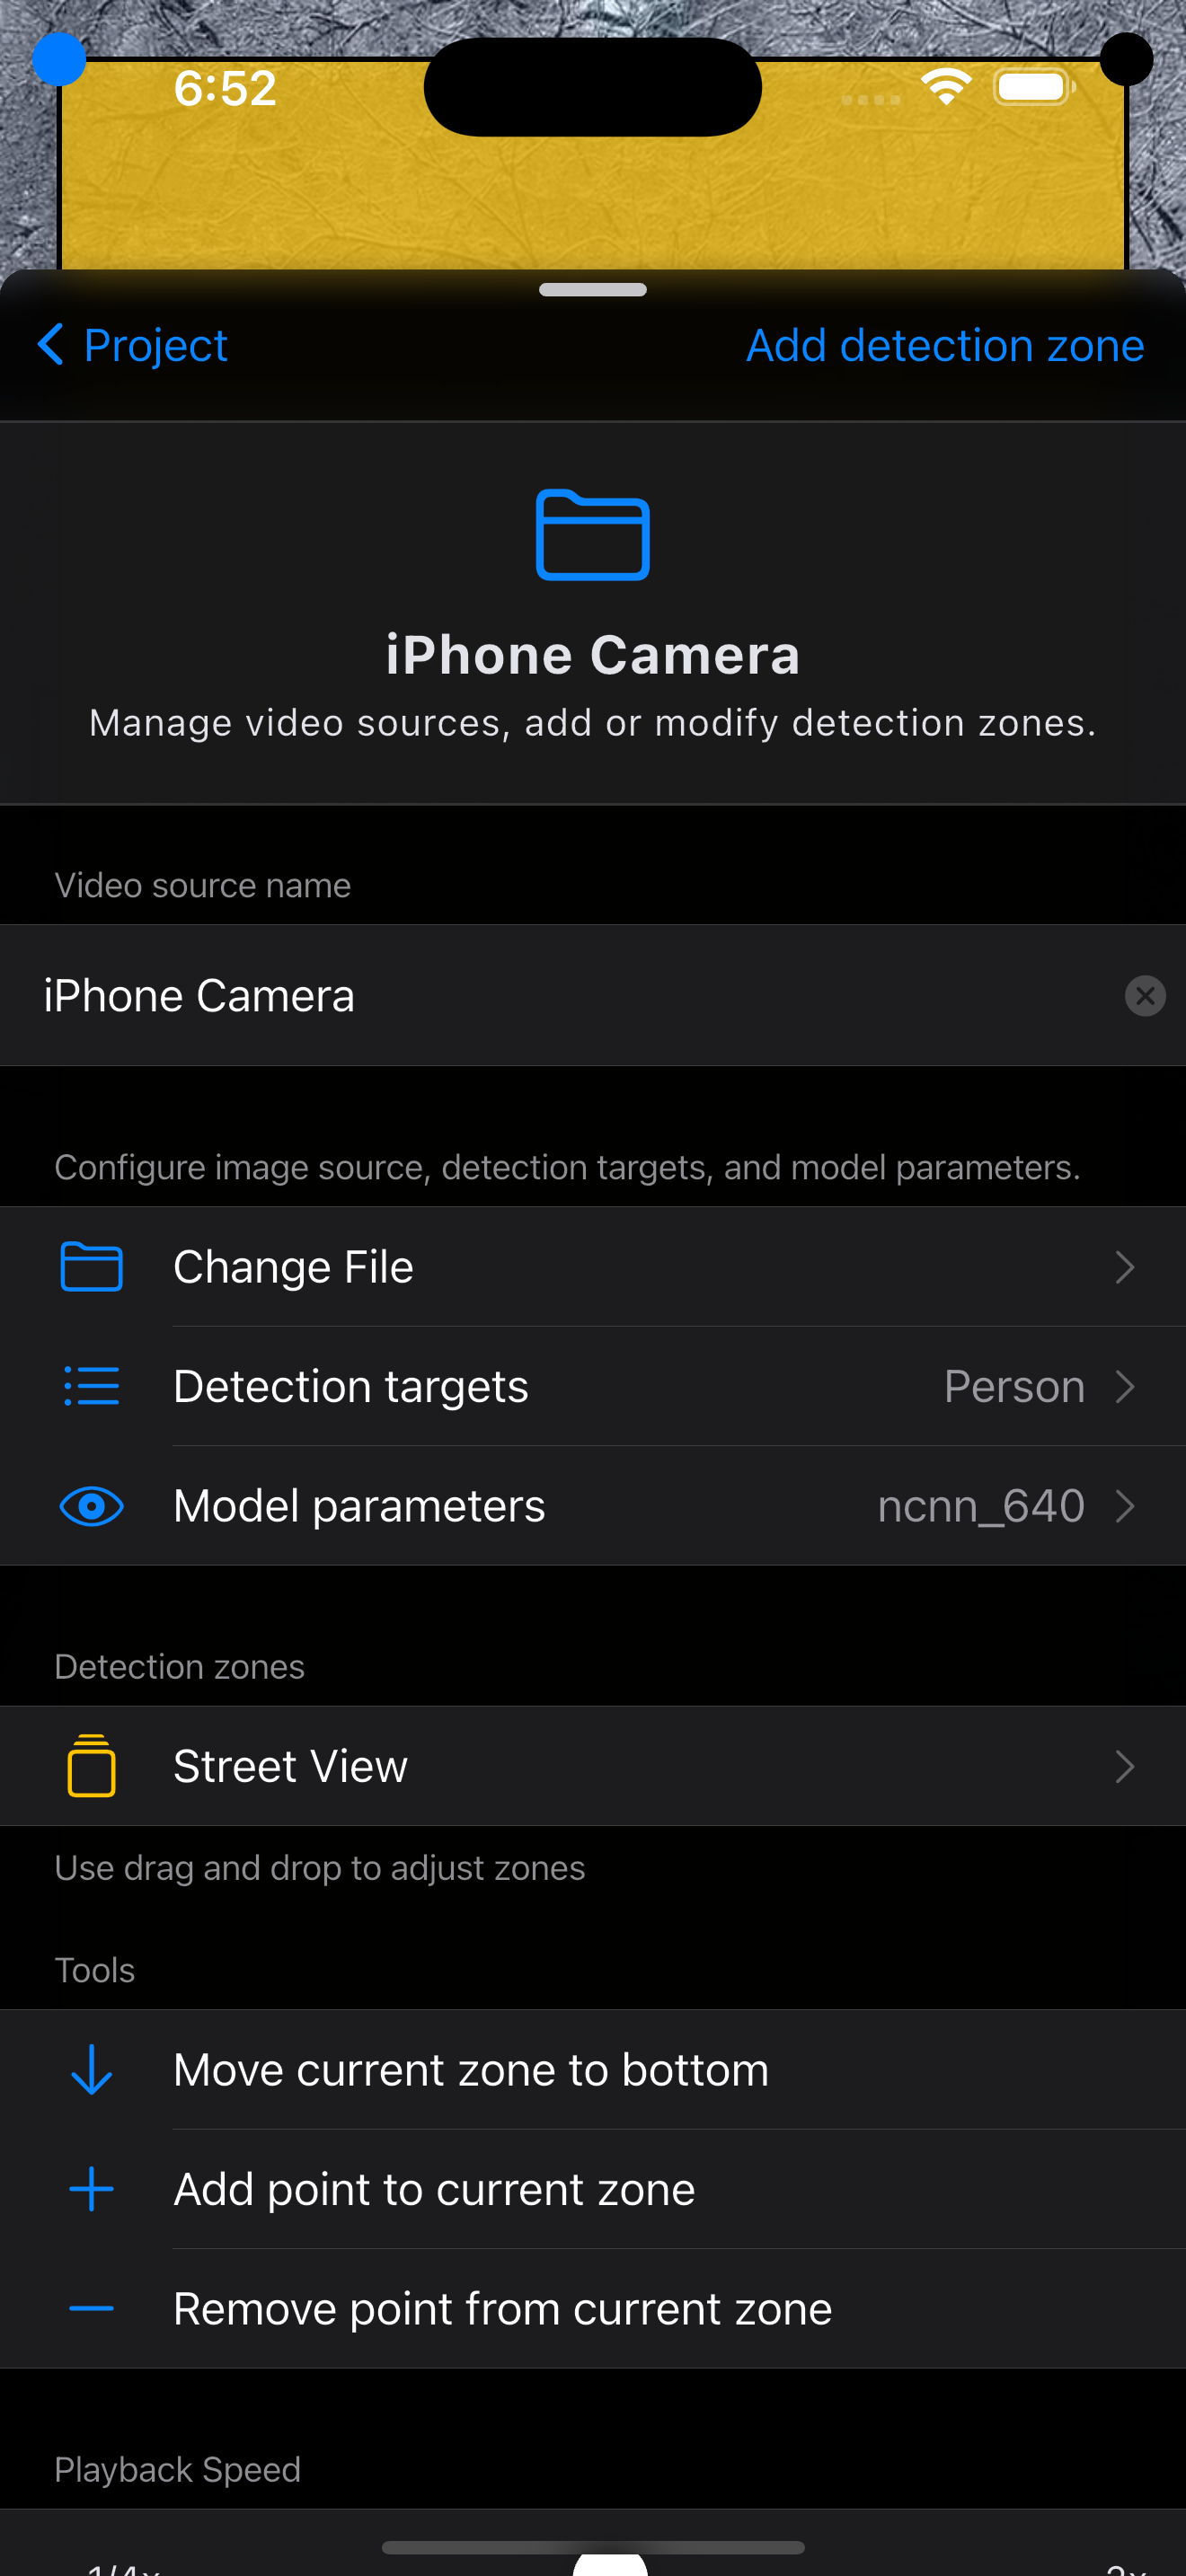 6:52
Project
Add detection zone
iPhone Camera
Manage video sources, add or modify detection zones.
Video source name
iPhone Camera
Configure image source, detection targets, and model parameters.
Change File
Detection targets Person
Model parameters ncnn_640
Detection zones
Street View
Use drag and drop to adjust zones
Tools
Move current zone to bottom
Add point to current zone
Remove point from current zone
Playback Speed